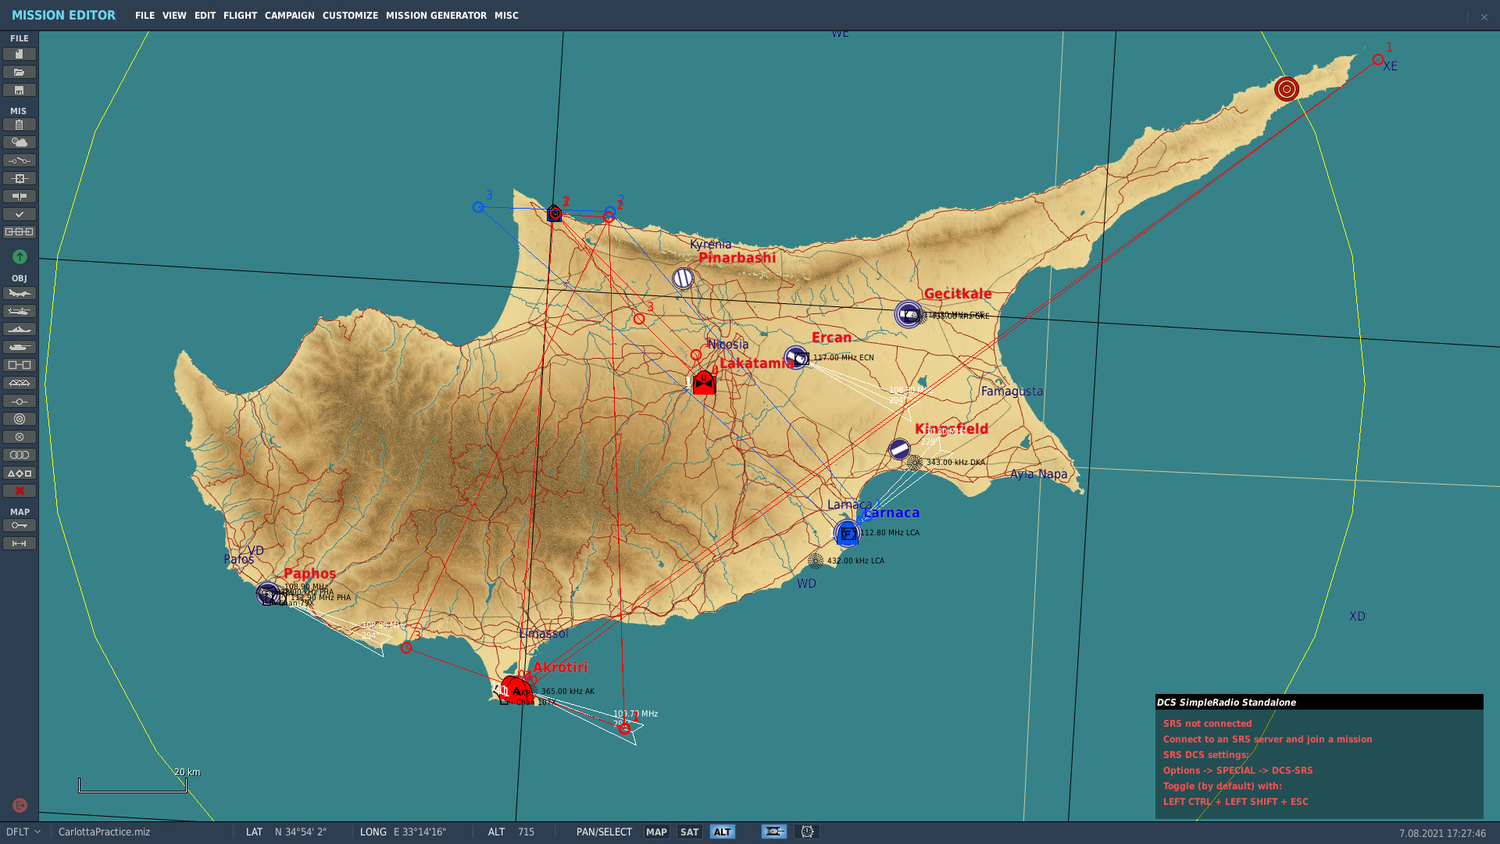 MISSION EDITOR
FILE VIEW EDIT FLIGHT CAMPAIGN CUSTOMIZE MISSION GENERATOR MISC
FILE
MIS
OBJ
MAP
WE
1
XE
3
2
2
Kyrenia
Pinarbashi
Gecitkale
3
Nicosia
Ercan
117.00 MHz ECN
Lakatamia
Famagusta
Kingsfield
228
343.00 kHz DKA
Ayia Napa
Larnaca
Larnaca
112.80 MHz LCA
432.00 kHz LCA
WD
VD
Pafos
Paphos
108.90 MHz
294
3
XD
Limassol
Akrotiri
365.00 kHz AK
109.70 MHz
20 km
DCS SimpleRadio Standalone
SRS not connected
Connect to an SRS server and join a mission
SRS DCS settings:
Options -> SPECIAL -> DCS-SRS
Toggle (by default) with:
LEFT CTRL + LEFT SHIFT + ESC
DFLT CarlottaPractice.miz LAT N 34°54' 2" LONG E 33°14'16" ALT 715 PAN/SELECT MAP SAT ALT 7.08.2021 17:27:46